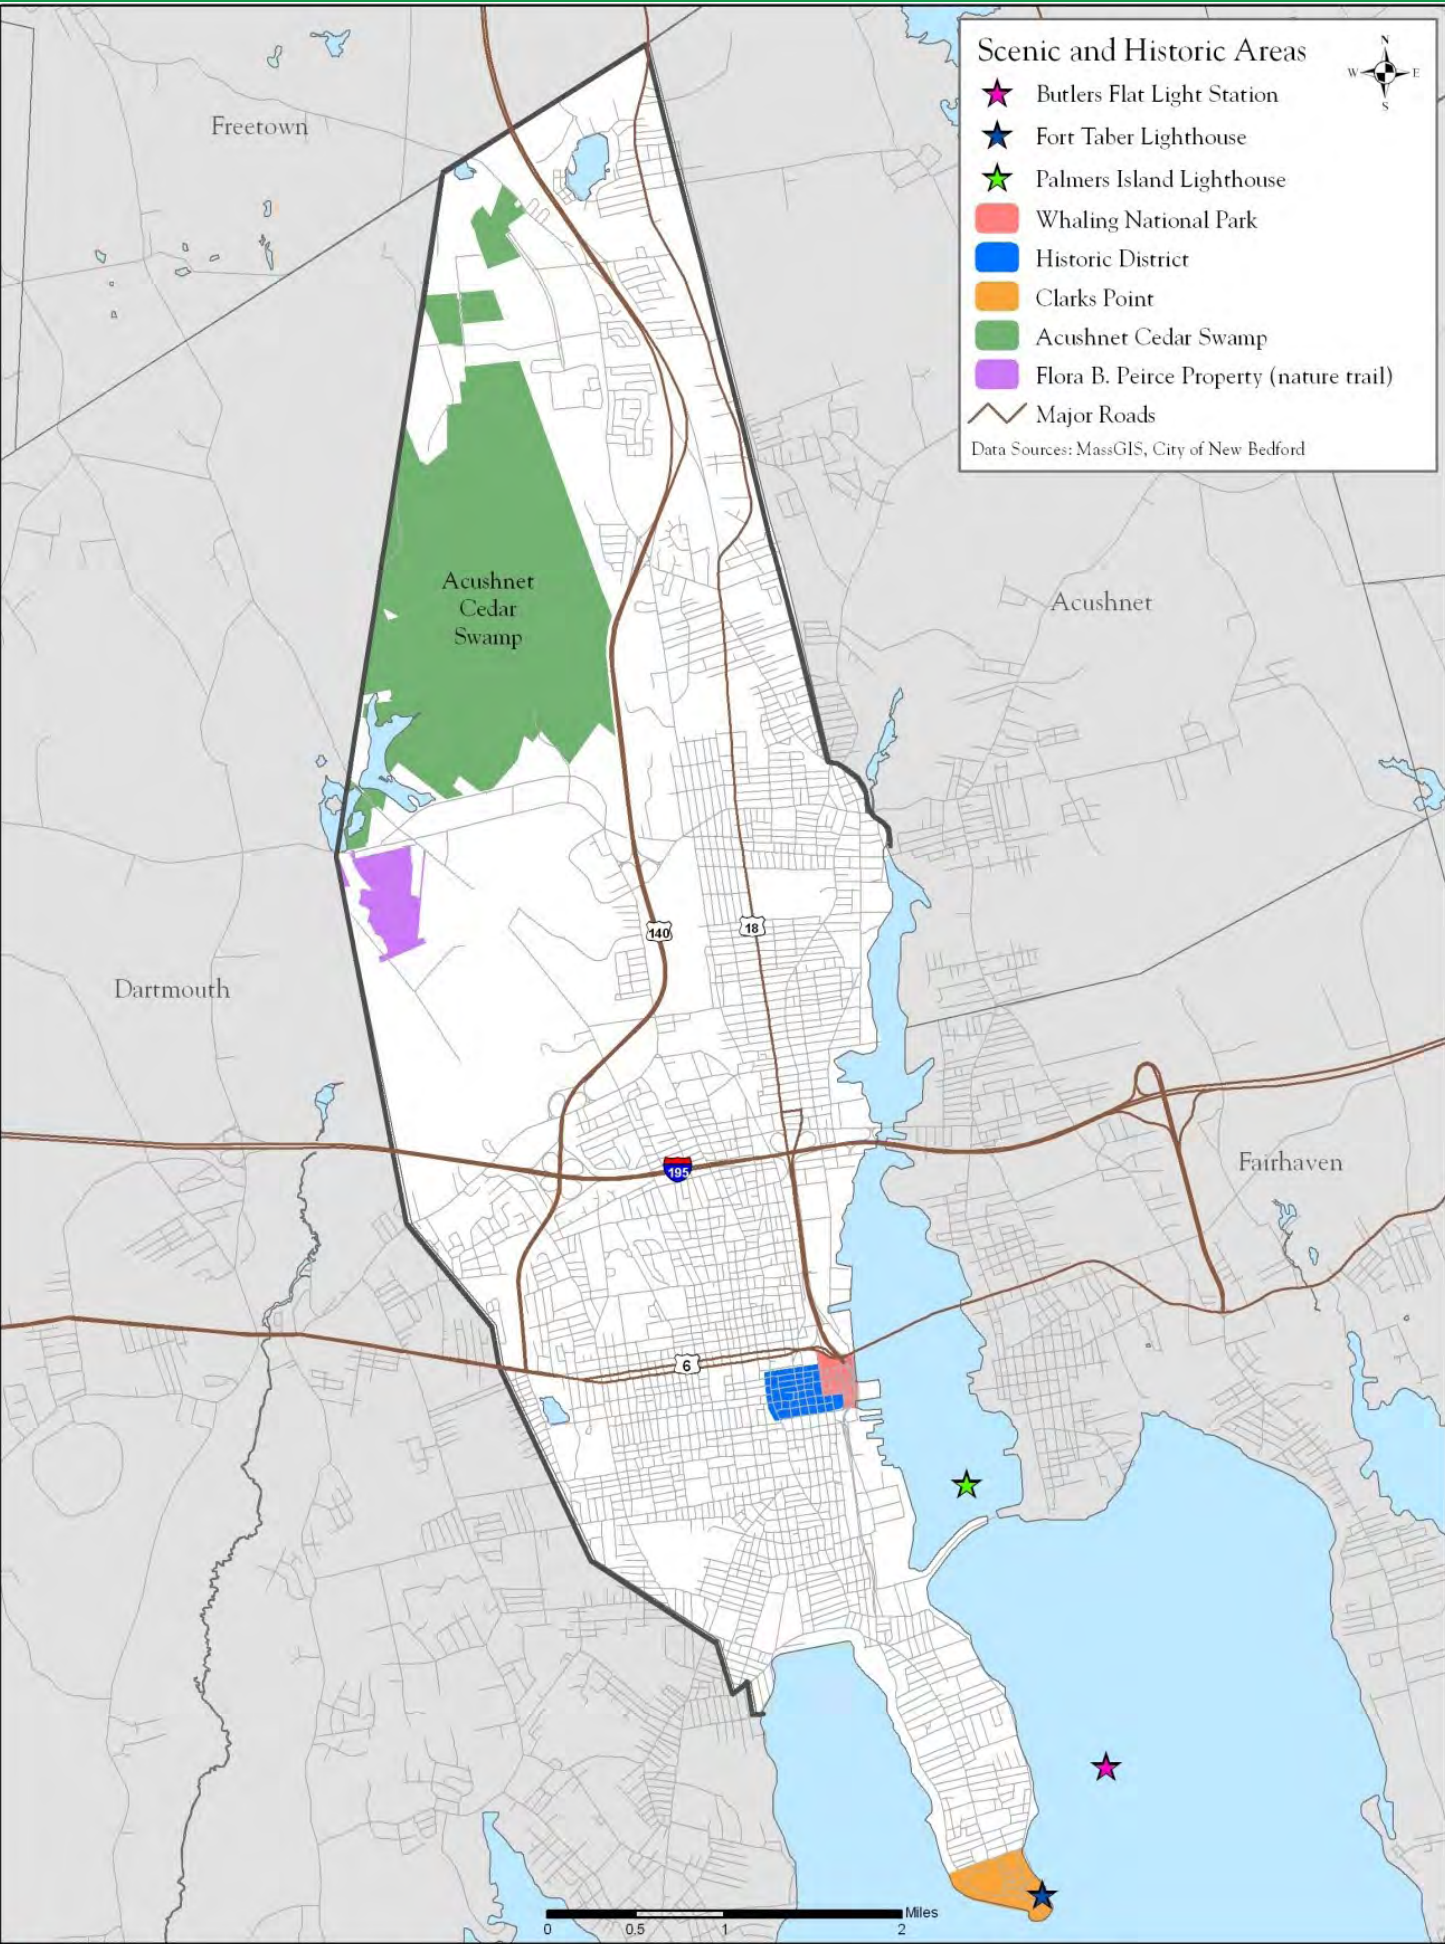 Scenic and Historic Areas
N
W E
S
Butlers Flat Light Station
Fort Taber Lighthouse
Palmers Island Lighthouse
Whaling National Park
Historic District
Clarks Point
Acushnet Cedar Swamp
Flora B. Peirce Property (nature trail)
Major Roads
Data Sources: MassGIS, City of New Bedford
Freetown
Acushnet
Cedar
Swamp
Acushnet
140
18
Dartmouth
195
Fairhaven
6
Miles
0 0.5 1 2